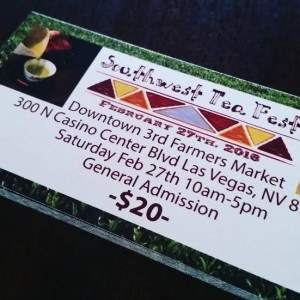 Southwest Tea Fest
FEBRUARY 27TH, 2016
Downtown 3rd Farmers Market
300 N Casino Center Blvd Las Vegas, NV 8
Saturday Feb 27th 10am-5pm
General Admission
-$20-